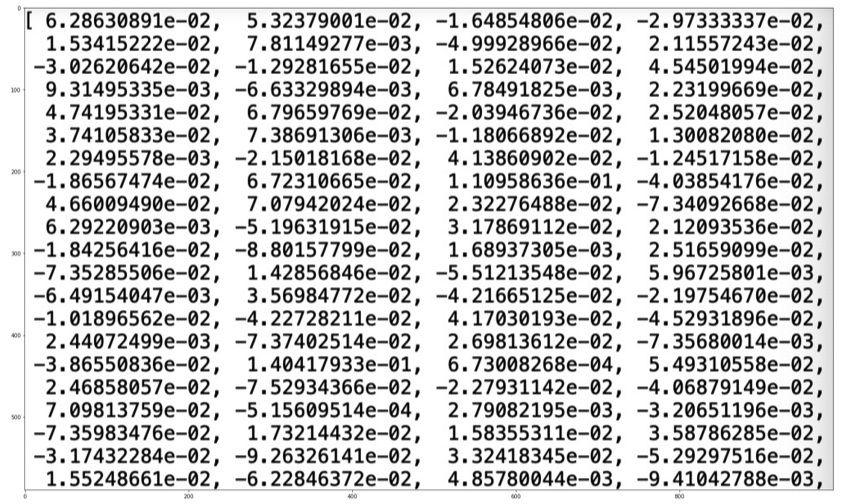 [ 6.28630891e-02, 5.32379001e-02, -1.64854806e-02, -2.97333337e-02,
1.53415222e-02, 7.81149277e-03, -4.99928966e-02, 2.11557243e-02,
-3.02620642e-02, -1.29281655e-02, 1.52624073e-02, 4.54501994e-02,
9.31495335e-03, -6.63329894e-03, 6.78491825e-03, 2.23199669e-02,
4.74195331e-02, 6.79659769e-02, -2.03946736e-02, 2.52048057e-02,
3.74105833e-02, 7.38691306e-03, -1.18066892e-02, 1.30082080e-02,
2.29495578e-03, -2.15018168e-02, 4.13860902e-02, -1.24517158e-02,
-1.86567474e-02, 6.72310665e-02, 1.10958636e-01, -4.03854176e-02,
4.66009490e-02, 7.07942024e-02, 2.32276488e-02, -7.34092668e-02,
6.29220903e-03, -5.19631915e-02, 3.17869112e-02, 2.12093536e-02,
-1.84256416e-02, -8.80157799e-02, 1.68937305e-03, 2.51659099e-02,
-7.35285506e-02, 1.42856846e-02, -5.51213548e-02, 5.96725801e-03,
-6.49154047e-03, 3.56984772e-02, -4.21665125e-02, -2.19754670e-02,
-1.01896562e-02, -4.22728211e-02, 4.17030193e-02, -4.52931896e-02,
2.44072499e-03, -7.37402514e-02, 2.69813612e-02, -7.35680014e-03,
-3.86550836e-02, 1.40417933e-01, 6.73008268e-04, 5.49310558e-02,
2.46858057e-02, -7.52934366e-02, -2.27931142e-02, -4.06879149e-02,
7.09813759e-02, -5.15609514e-04, 2.79082195e-03, -3.20651196e-03,
-7.35983476e-02, 1.73214432e-02, 1.58355311e-02, 3.58786285e-02,
-3.17432284e-02, -9.26326141e-02, 3.32418345e-02, -5.29297516e-02,
1.55248661e-02, -6.22846372e-02, 4.85780044e-03, -9.41042788e-03,
0
100
200
300
400
500
0 200 400 600 800